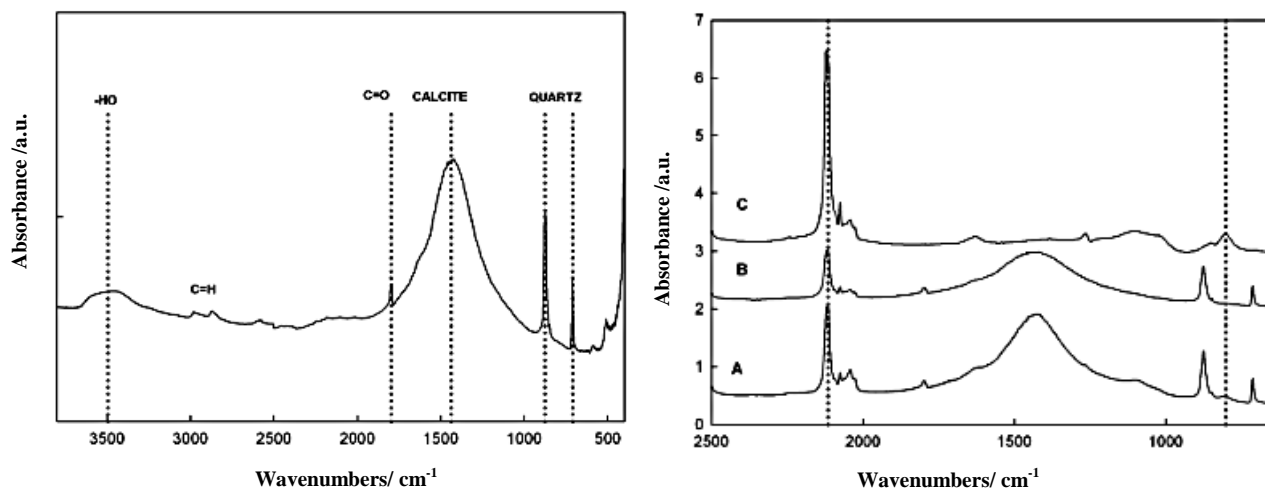 -HO
C=O
CALCITE
QUARTZ
C=H
Absorbance /a.u.
3500
3000
2500
2000
1500
1000
500
Wavenumbers/ cm-1
7
6
5
4
3
2
1
0
C
B
A
Absorbance /a.u.
2500
2000
1500
1000
Wavenumbers/ cm-1